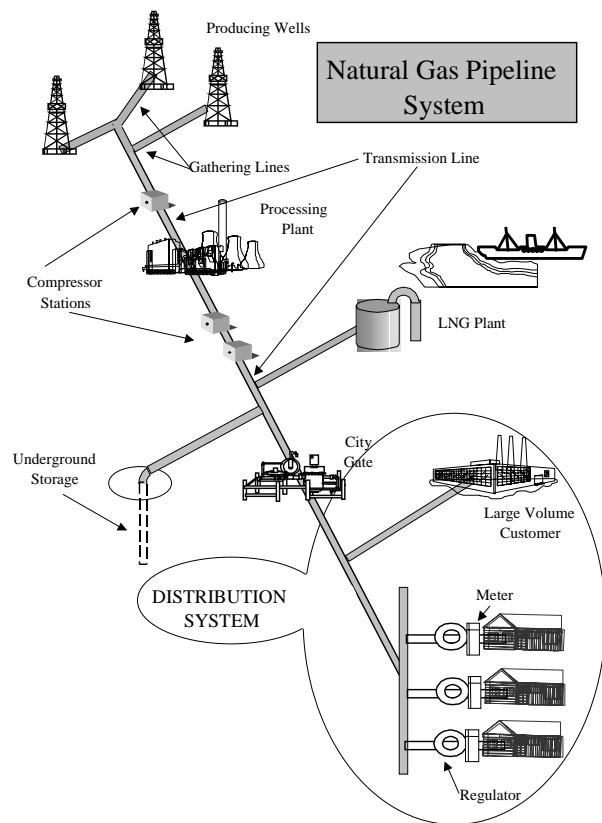 Producing Wells
Natural Gas Pipeline
System
Gathering Lines
Transmission Line
Processing
Plant
Compressor
Stations
LNG Plant
City
Gate
Underground
Storage
Large Volume
Customer
DISTRIBUTION
SYSTEM
Meter
Regulator